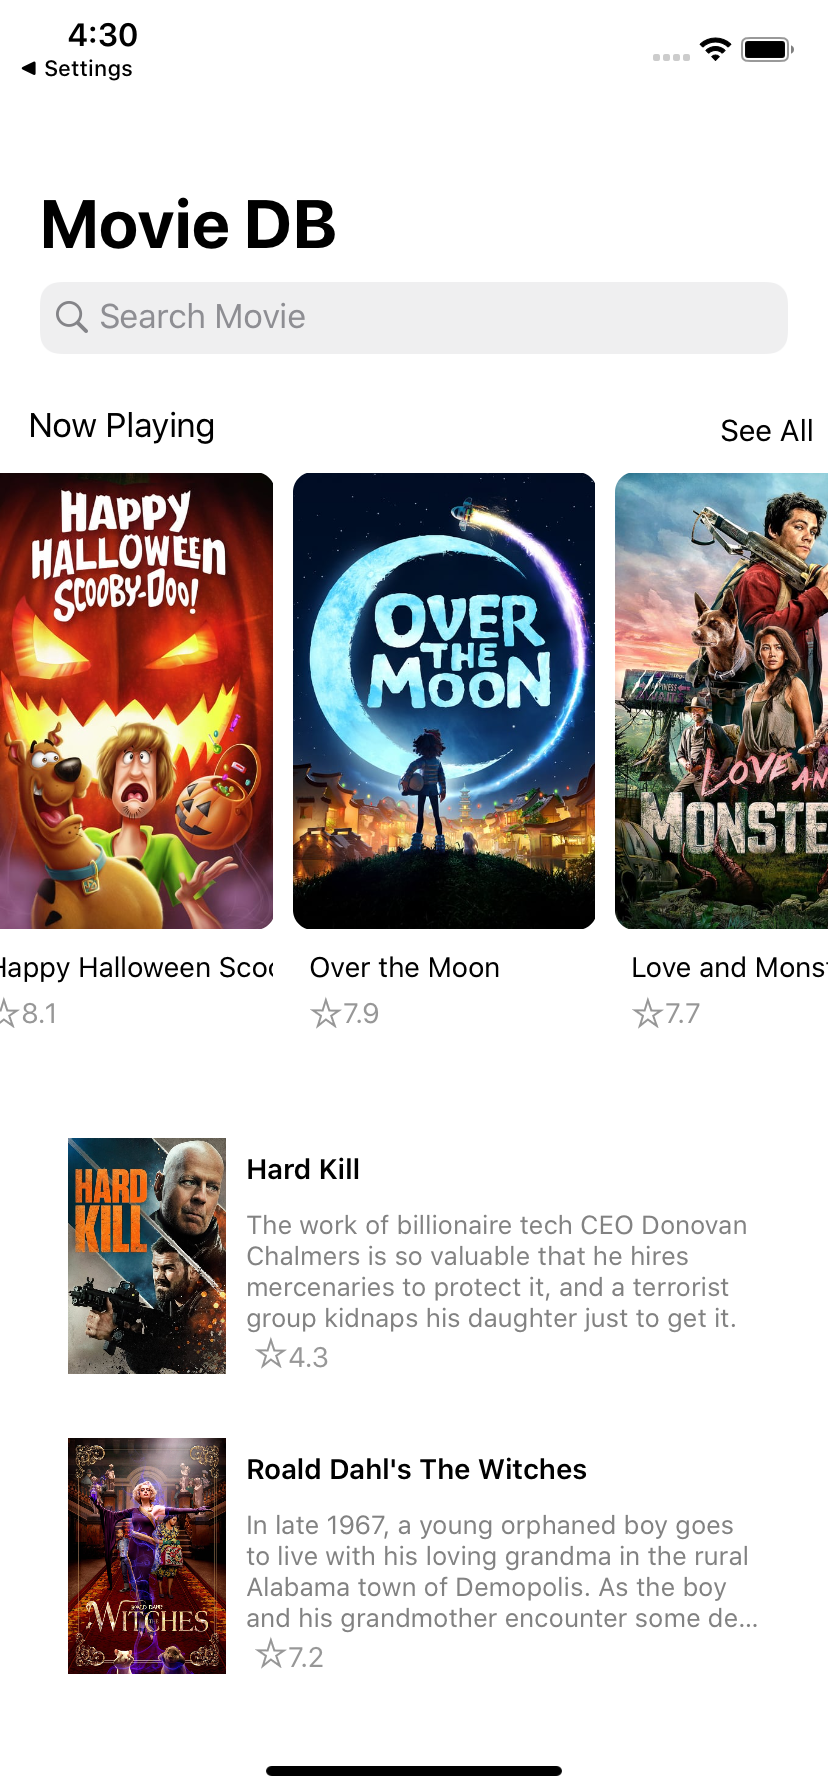 4:30
◀ Settings
Movie DB
Search Movie
Now Playing
See All
HAPPY
HALLOWEEN
SCOOBY-DOO!
OVER
THE
MOON
LOVE AN
MONSTE
Happy Halloween Scoo
Over the Moon
Love and Monst
☆8.1
☆7.9
☆7.7
HARD
KILL
Hard Kill
The work of billionaire tech CEO Donovan
Chalmers is so valuable that he hires
mercenaries to protect it, and a terrorist
group kidnaps his daughter just to get it.
☆4.3
ROALD DAHL'S
WITCHES
Roald Dahl's The Witches
In late 1967, a young orphaned boy goes
to live with his loving grandma in the rural
Alabama town of Demopolis. As the boy
and his grandmother encounter some de...
☆7.2